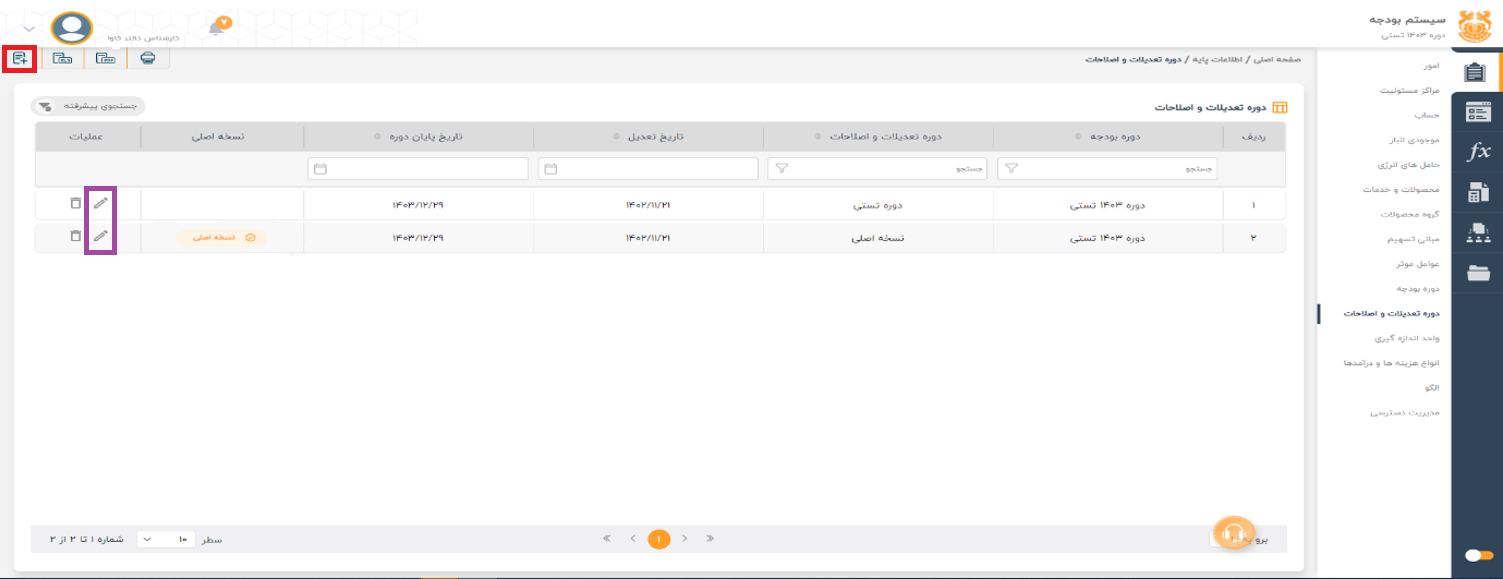 سیستم بودجه
دوره ۱۴۰۳ تستی
۷
کارشناس دفتر فاوا
صفحه اصلی / اطلاعات پایه / دوره تعدیلات و اصلاحات
XLS
PDF
امور
مراکز مسئولیت
حساب
موجودی انبار
حامل های انرژی
محصولات و خدمات
گروه محصولات
مبانی تسهیم
عوامل موثر
دوره بودجه
دوره تعدیلات و اصلاحات
واحد اندازه گیری
انواع هزینه ها و درآمدها
الگو
مدیریت دسترسی
fx
دوره تعدیلات و اصلاحات
جستجوی پیشرفته
ردیف دوره بودجه دوره تعدیلات و اصلاحات تاریخ تعدیل تاریخ پایان دوره نسخه اصلی عملیات
جستجو جستجو
۱ دوره ۱۴۰۳ تستی دوره تستی ۱۴۰۲/۱۱/۲۱ ۱۴۰۳/۱۲/۲۹
۲ دوره ۱۴۰۳ تستی نسخه اصلی ۱۴۰۲/۱۱/۲۱ ۱۴۰۳/۱۲/۲۹ نسخه اصلی
برو به ۱ سطر ۱۰ شماره ۱ تا ۲ از ۲